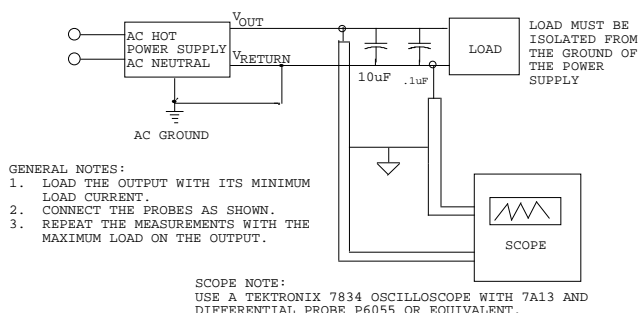 AC HOT
POWER SUPPLY
AC NEUTRAL
VOUT
VRETURN
10uF
.1uF
LOAD
LOAD MUST BE
ISOLATED FROM
THE GROUND OF
THE POWER
SUPPLY
AC GROUND
GENERAL NOTES:
1. LOAD THE OUTPUT WITH ITS MINIMUM
LOAD CURRENT.
2. CONNECT THE PROBES AS SHOWN.
3. REPEAT THE MEASUREMENTS WITH THE
MAXIMUM LOAD ON THE OUTPUT.
SCOPE
SCOPE NOTE:
USE A TEKTRONIX 7834 OSCILLOSCOPE WITH 7A13 AND
DIFFERENTIAL PROBE P6055 OR EQUIVALENT.